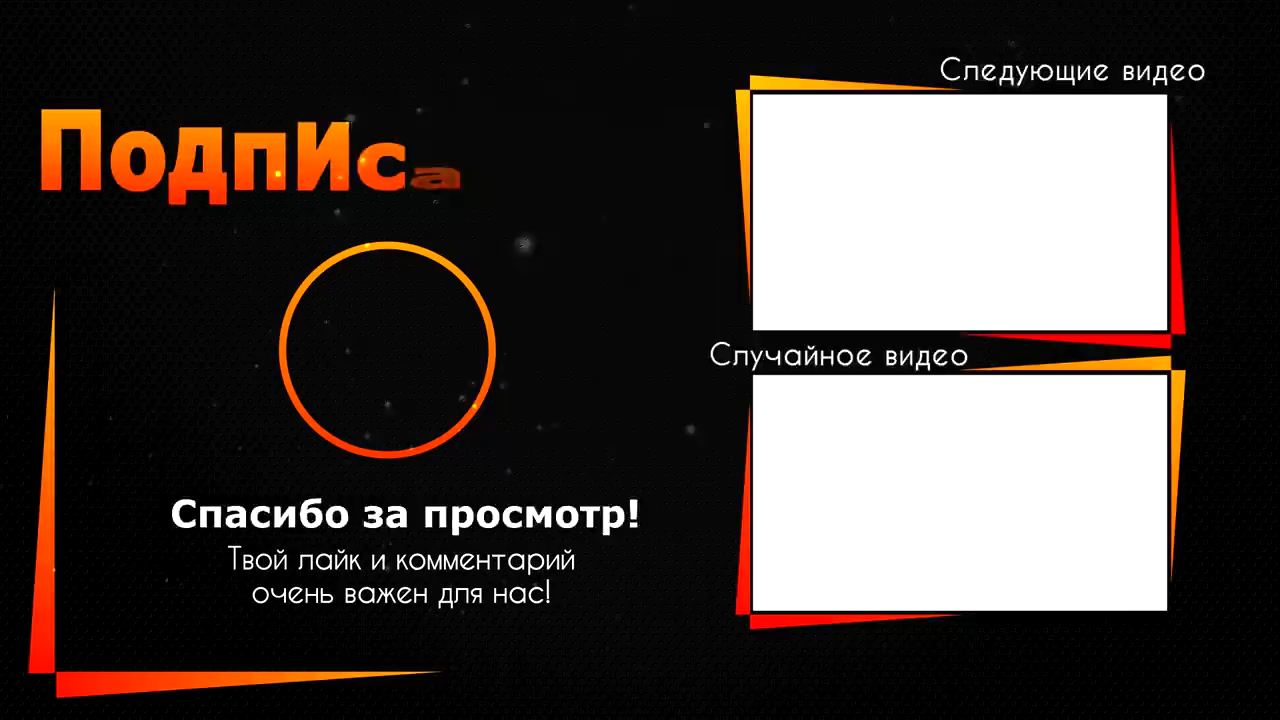 ПодпИса
Спасибо за просмотр!
Твой лайк и комментарий
очень важен для нас!
Следующие видео
Случайное видео